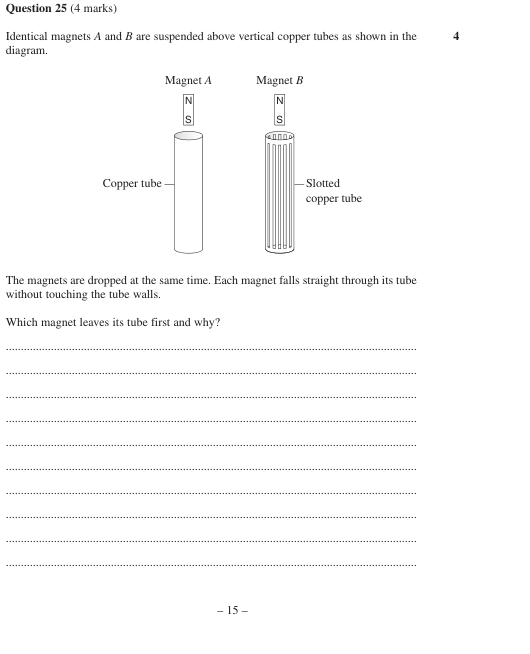 Question 25 (4 marks)
Identical magnets A and B are suspended above vertical copper tubes as shown in the 4
diagram.
Magnet A Magnet B
N N
S S
Copper tube Slotted
copper tube
The magnets are dropped at the same time. Each magnet falls straight through its tube
without touching the tube walls.
Which magnet leaves its tube first and why?
– 15 –